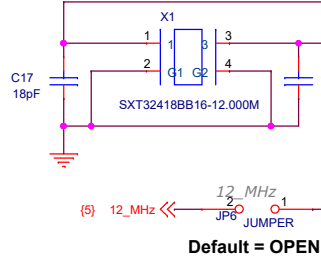 X1
1 1 3 3
C17
18pF
2 G1 G2 4
SXT32418BB16-12.000M
12_MHz
{5} 12_MHz 2 1
JP6 JUMPER
Default = OPEN